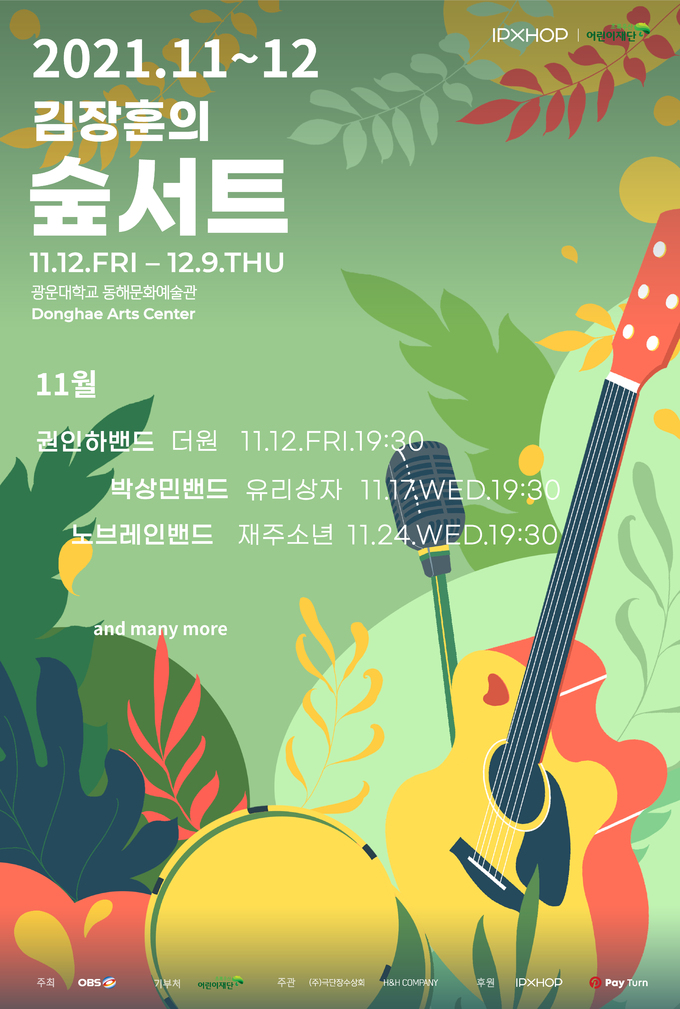 IPXHOP | 어린이재단
2021.11~12
김장훈의
숲서트
11.12.FRI – 12.9.THU
광운대학교 동해문화예술관
Donghae Arts Center
11월
권인하밴드 더원 11.12.FRI.19:30
박상민밴드 유리상자 11.17.WED.19:30
노브레인밴드 재주소년 11.24.WED.19:30
and many more
주최 OBS 기부처 어린이재단 주관 (주)극단장수상회 H&H COMPANY 후원 IPXHOP Pay Turn